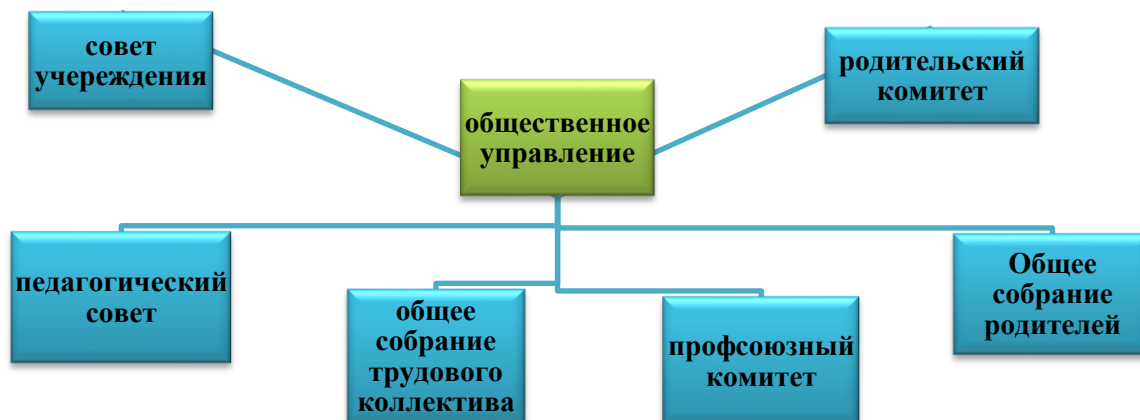 совет
учереждения
родительский
комитет
общественное
управление
педагогический
совет
общее
собрание
трудового
коллектива
профсоюзный
комитет
Общее
собрание
родителей